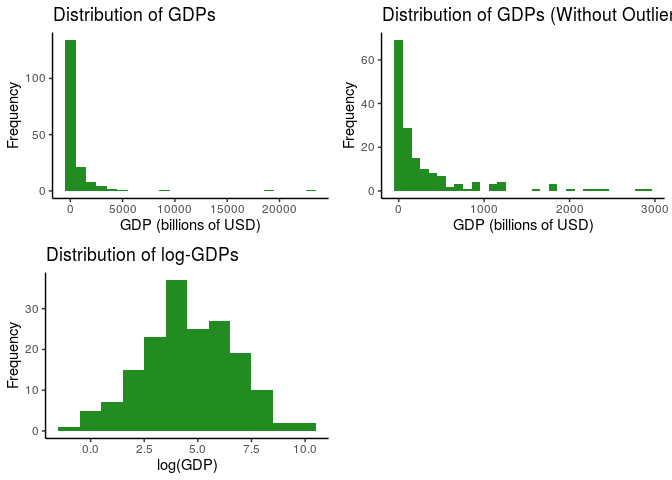 Distribution of GDPs
Frequency
100
50
0
0 5000 10000 15000 20000
GDP (billions of USD)
Distribution of GDPs (Without Outlier
Frequency
60
40
20
0
0 1000 2000 3000
GDP (billions of USD)
Distribution of log-GDPs
Frequency
30
20
10
0
0.0 2.5 5.0 7.5 10.0
log(GDP)